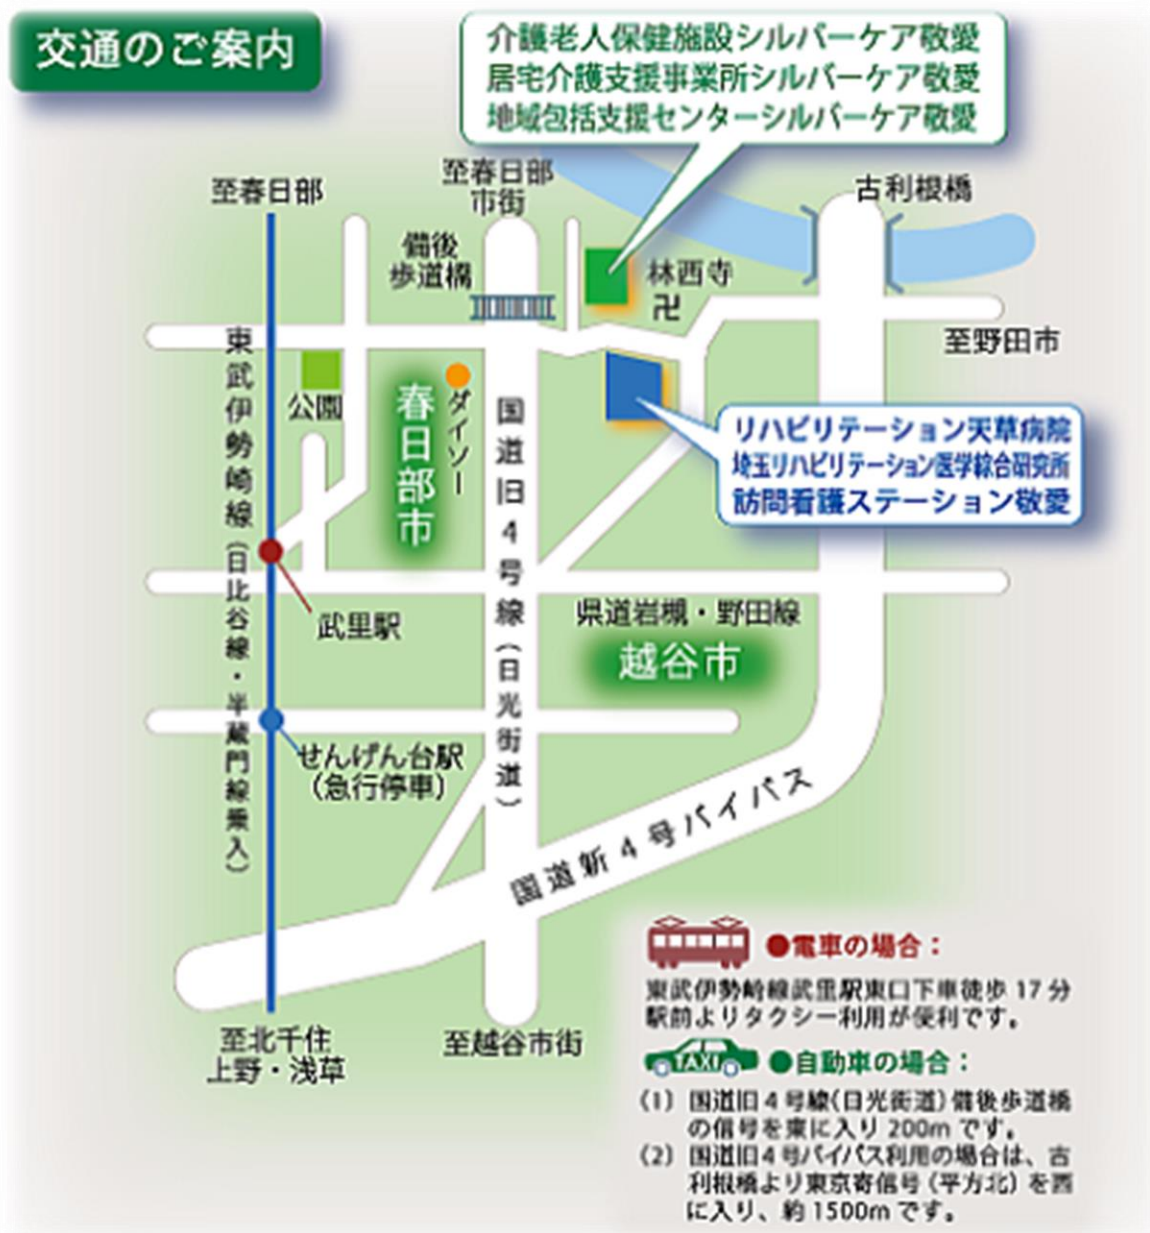 交通のご案内
介護老人保健施設シルバーケア敬愛
居宅介護支援事業所シルバーケア敬愛
地域包括支援センターシルバーケア敬愛
至春日部
至春日部
市街
古利根橋
備後
歩道橋
林西寺
卍
至野田市
東武伊勢崎線(日比谷線・半蔵門線乗入)
公園
春日部市
ダイソー
国道旧4号線(日光街道)
リハビリテーション天草病院
埼玉リハビリテーション医学綜合研究所
訪問看護ステーション敬愛
武里駅
県道岩槻・野田線
越谷市
せんげん台駅
(急行停車)
国道新4号バイパス
至北千住
上野・浅草
至越谷市街
●電車の場合：
東武伊勢崎線武里駅東口下車徒歩17分
駅前よりタクシー利用が便利です。
TAXI
●自動車の場合：
(1) 国道旧4号線(日光街道)備後歩道橋
の信号を東に入り200mです。
(2) 国道旧4号バイパス利用の場合は、古
利根橋より東京寄信号(平方北)を西
に入り、約1500mです。